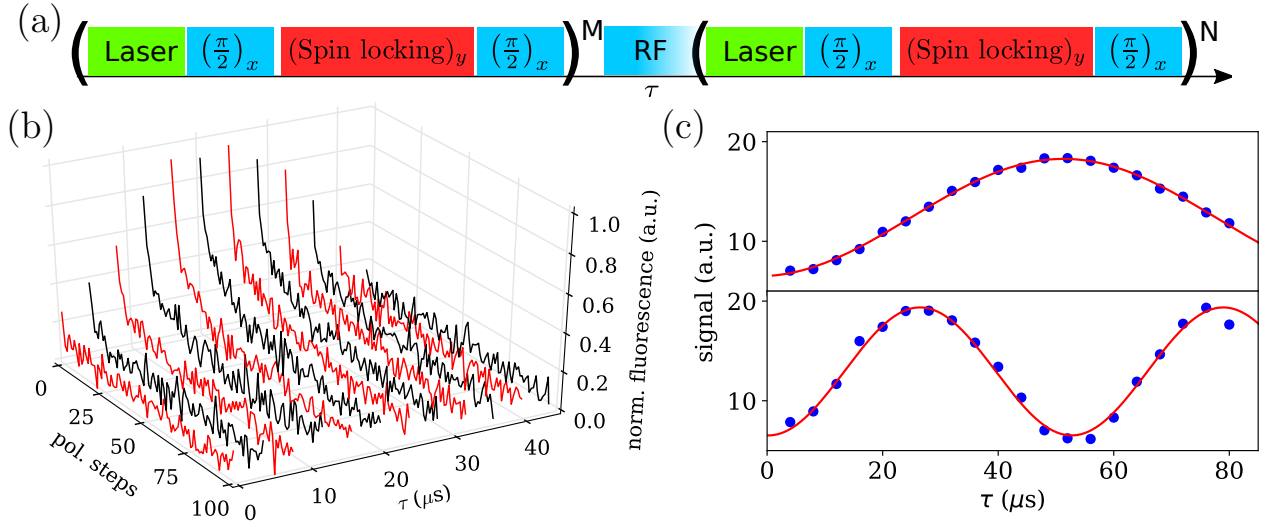 (a)
( Laser (π/2)x (Spin locking)y (π/2)x )M RF ( Laser (π/2)x (Spin locking)y (π/2)x )N
τ
(b)
1.0
0.8
0.6
0.4
0.2
0.0
norm. fluorescence (a.u.)
0
25
50
75
100
pol. steps
0
10
20
30
40
τ (μs)
(c)
20
10
20
10
signal (a.u.)
0 20 40 60 80
τ (μs)